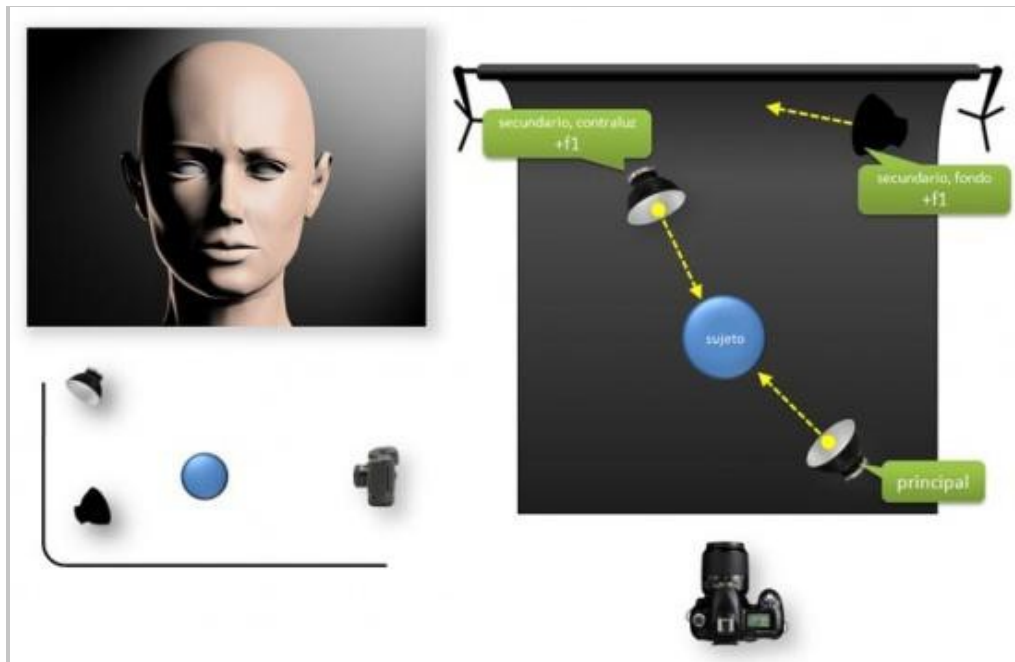 secundario, contraluz
+f1
secundario, fondo
+f1
sujeto
principal